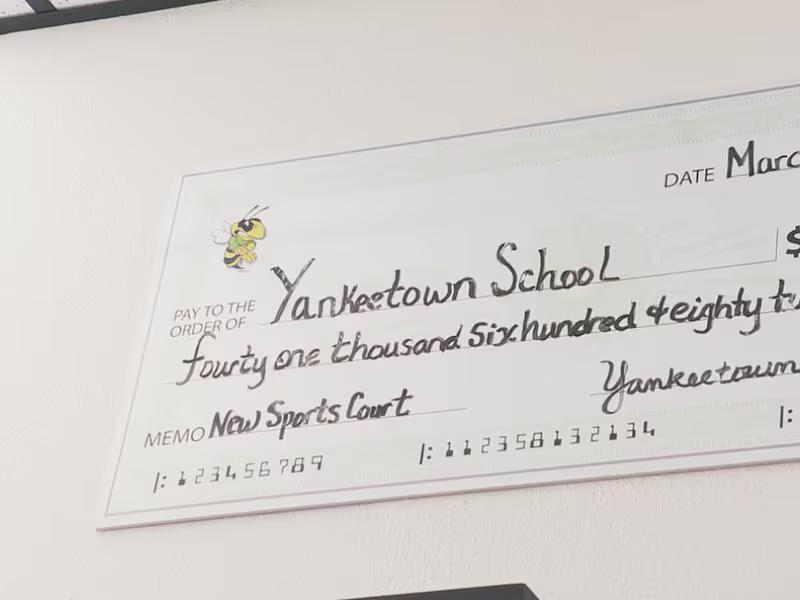 DATE Marc
$
PAY TO THE
ORDER OF Yankeetown School
fourty one thousand Six hundred & eighty
MEMO New Sports Court Yankeetown
|: 123456789 |: 112358132134 |: